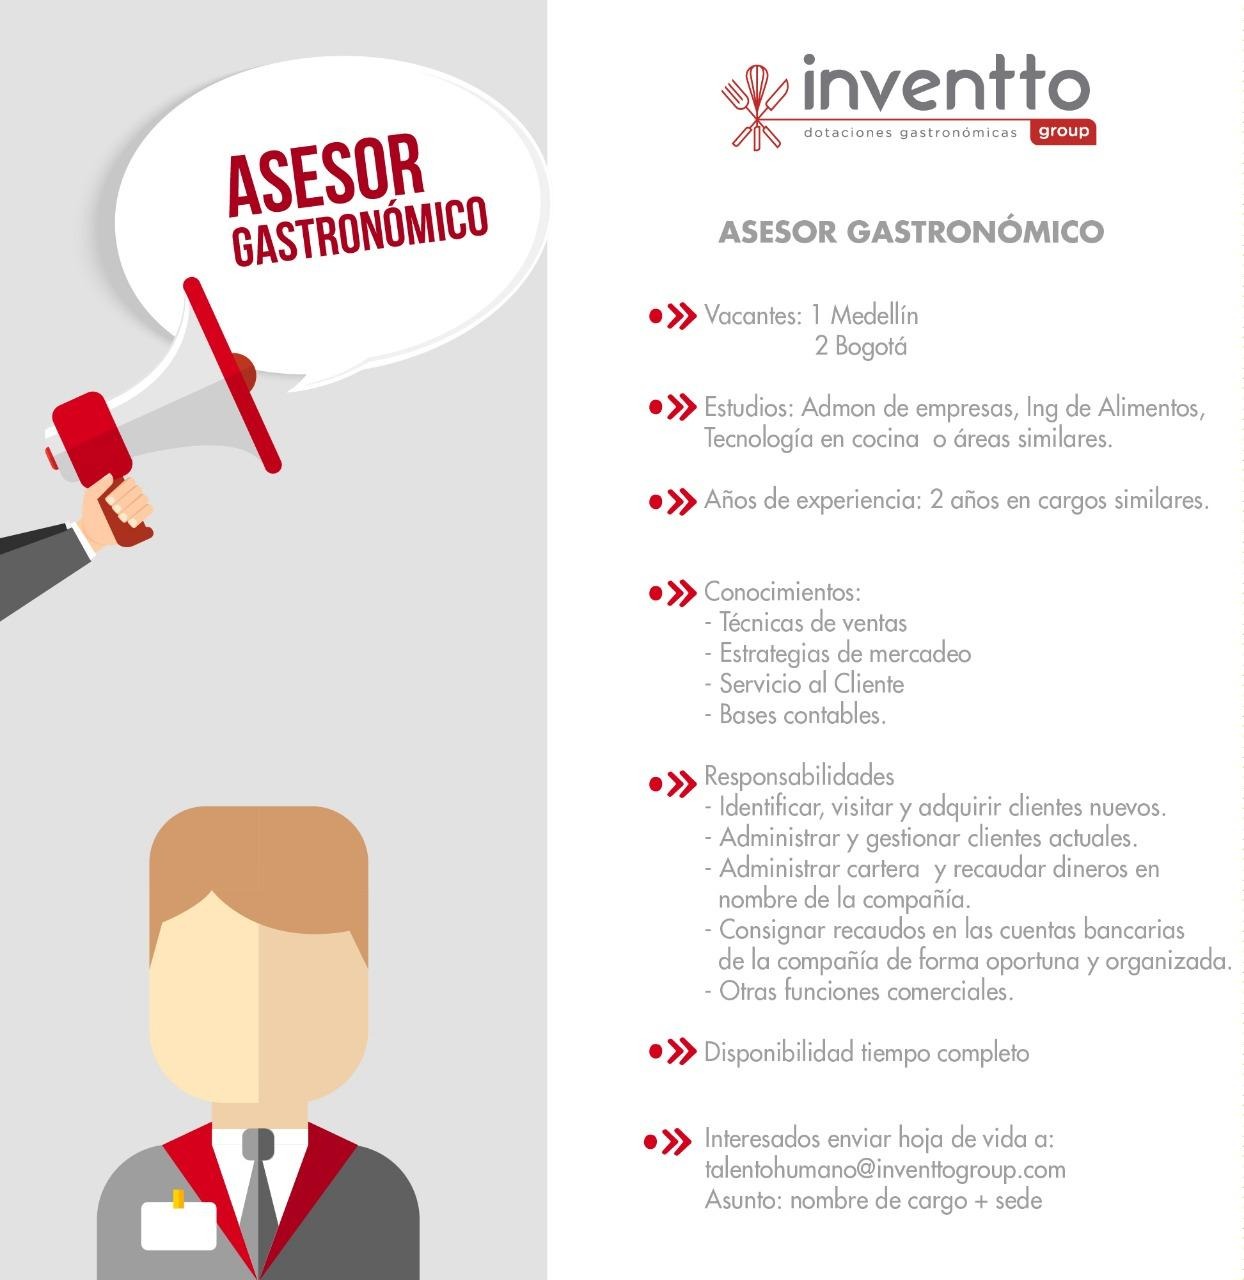 ASESOR
GASTRONÓMICO
inventto
dotaciones gastronómicas group
ASESOR GASTRONÓMICO
Vacantes: 1 Medellín
2 Bogotá
Estudios: Admon de empresas, Ing de Alimentos,
Tecnología en cocina o áreas similares.
Años de experiencia: 2 años en cargos similares.
Conocimientos:
- Técnicas de ventas
- Estrategias de mercadeo
- Servicio al Cliente
- Bases contables.
Responsabilidades
- Identificar, visitar y adquirir clientes nuevos.
- Administrar y gestionar clientes actuales.
- Administrar cartera y recaudar dineros en
nombre de la compañía.
- Consignar recaudos en las cuentas bancarias
de la compañía de forma oportuna y organizada.
- Otras funciones comerciales.
Disponibilidad tiempo completo
Interesados enviar hoja de vida a:
talentohumano@inventtogroup.com
Asunto: nombre de cargo + sede